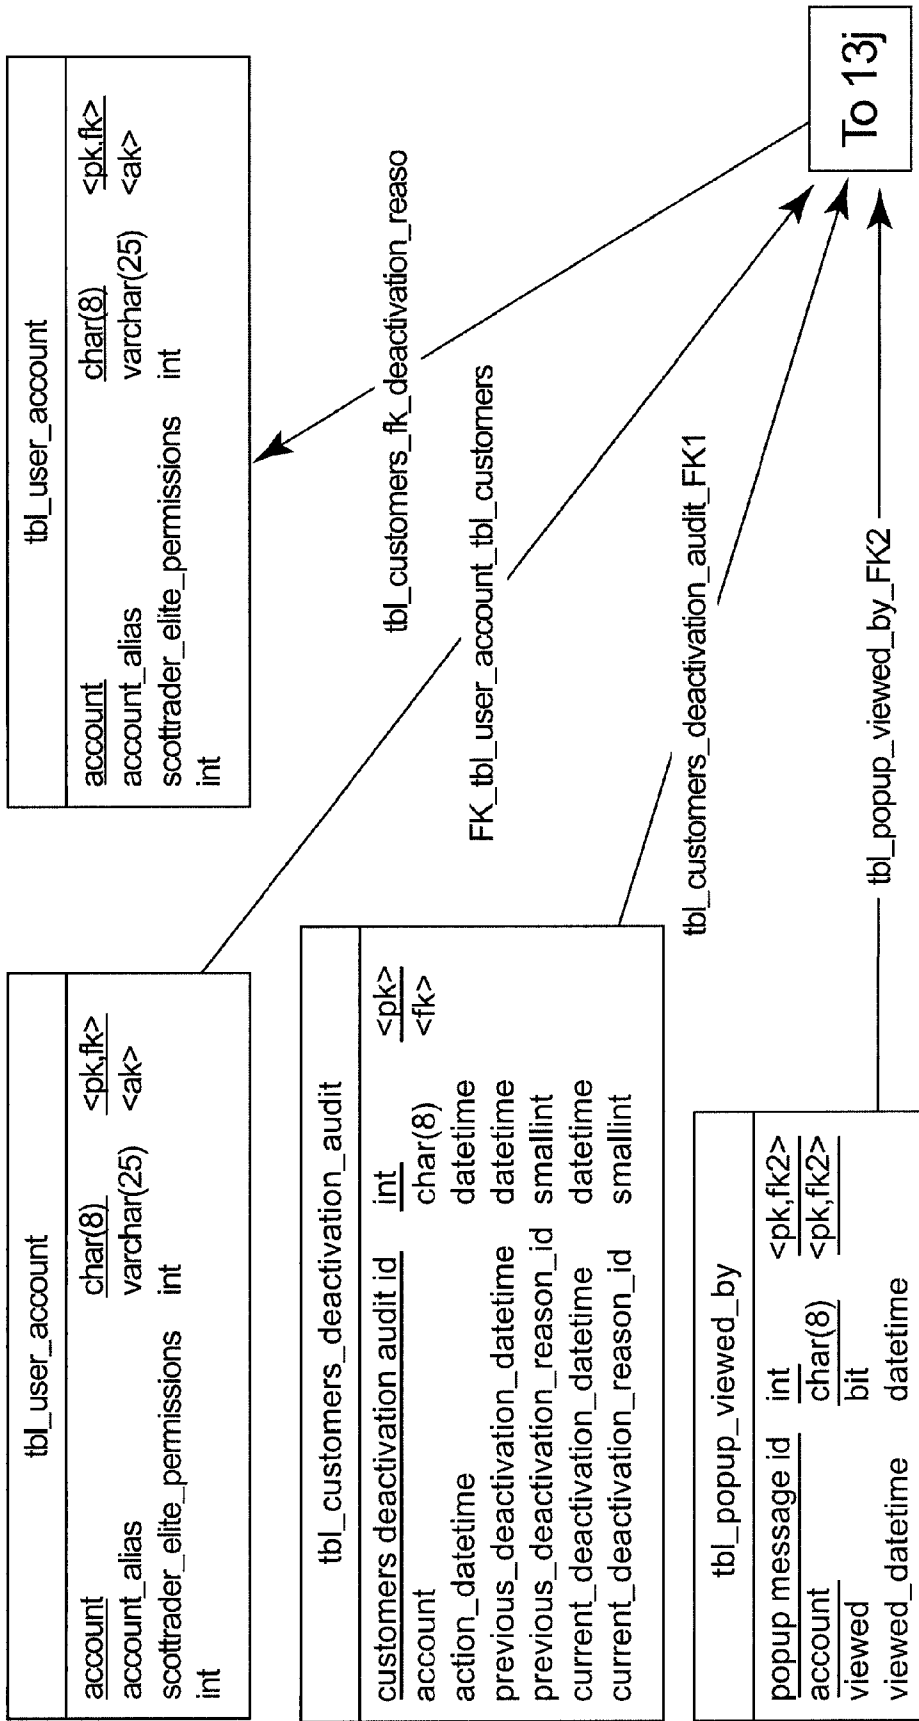 tbl_user_account
account char(8) <pk,fk>
account_alias varchar(25) <ak>
scottrader_elite_permissions int
int
tbl_customers_deactivation_audit
customers deactivation audit id int <pk>
account char(8) <fk>
action_datetime datetime
previous_deactivation_datetime datetime
previous_deactivation_reason_id smallint
current_deactivation_datetime datetime
current_deactivation_reason_id smallint
tbl_popup_viewed_by
popup message id int <pk,fk2>
account char(8) <pk,fk2>
viewed bit
viewed_datetime datetime
tbl_user_account
account char(8) <pk.fk>
account_alias varchar(25) <ak>
scottrader_elite_permissions int
int
tbl_customers_fk_deactivation_reaso
FK_tbl_user_account_tbl_customers
tbl_customers_deactivation_audit_FK1
tbl_popup_viewed_by_FK2
To 13j